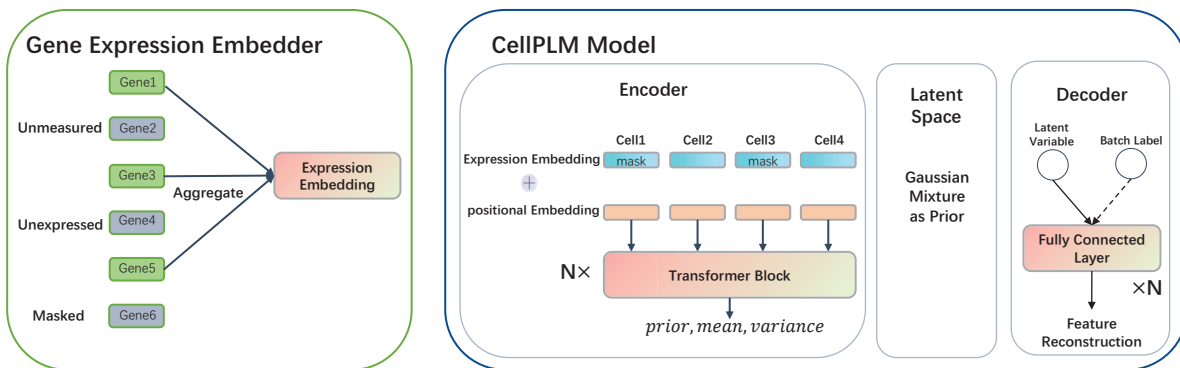 Gene Expression Embedder
Gene1
Unmeasured
Gene2
Gene3
Aggregate
Expression
Embedding
Unexpressed
Gene4
Gene5
Masked
Gene6
CellPLM Model
Encoder
Cell1 Cell2 Cell3 Cell4
Expression Embedding
mask mask
+
positional Embedding
N× Transformer Block
prior, mean, variance
Latent
Space
Gaussian
Mixture
as Prior
Decoder
Latent
Variable
Batch Label
Fully Connected
Layer
×N
Feature
Reconstruction